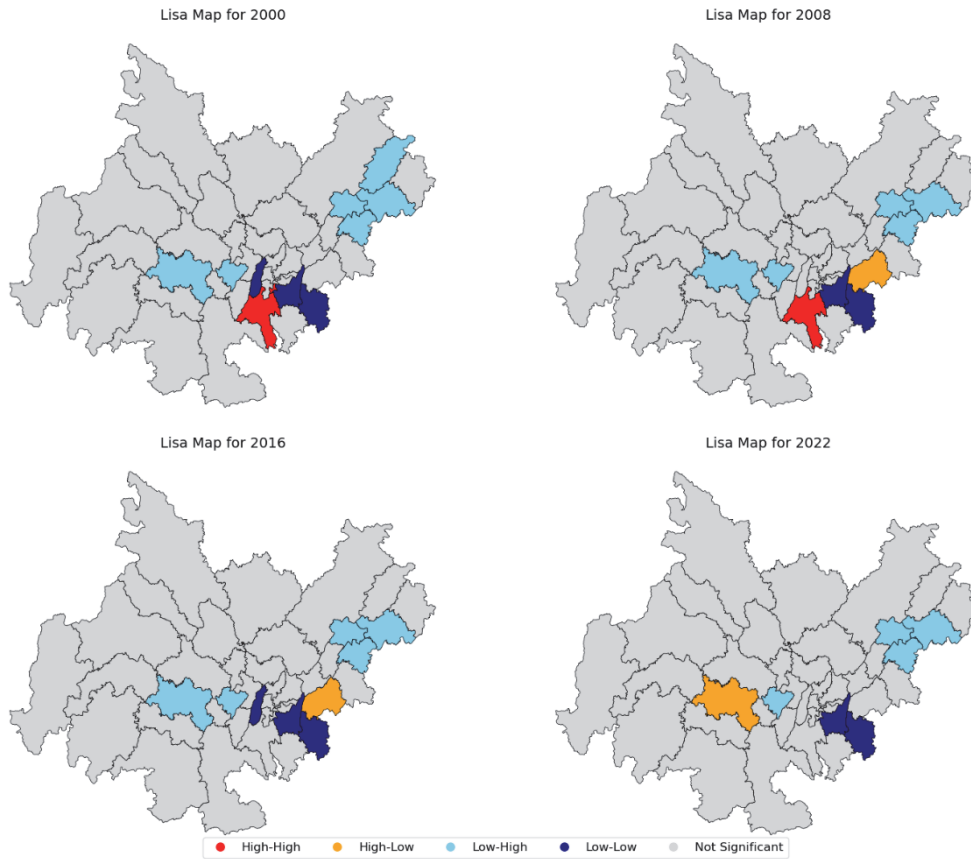 Lisa Map for 2000
Lisa Map for 2008
Lisa Map for 2016
Lisa Map for 2022
High-High
High-Low
Low-High
Low-Low
Not Significant